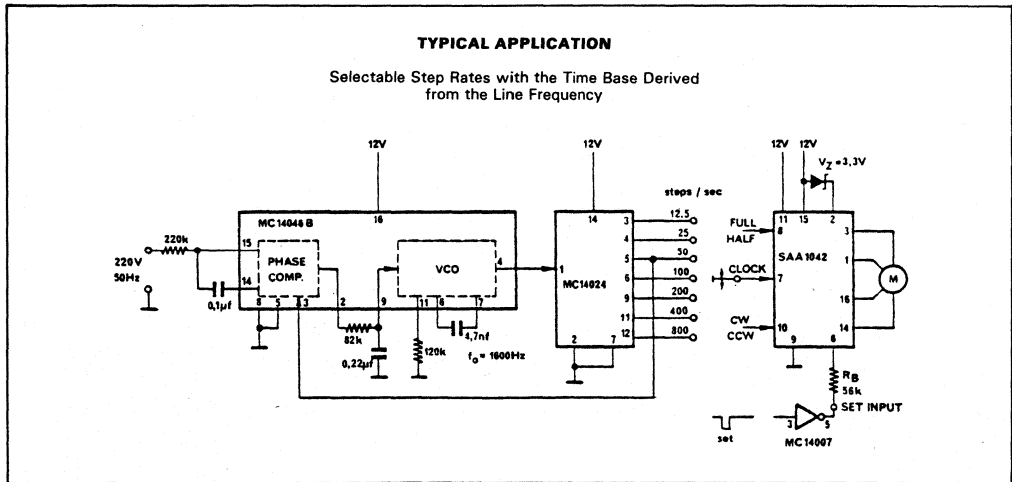 TYPICAL APPLICATION
Selectable Step Rates with the Time Base Derived
from the Line Frequency
12V
12V
12V
12V
VZ = 3,3V
steps / sec
MC 14046 B
16
14
11
15
2
220k
15
PHASE
COMP.
VCO
4
1
MC14024
3
12,5
4
25
5
50
6
100
9
200
11
400
12
800
FULL
HALF
8
CLOCK
7
CW
CCW
10
SAA 1042
3
1
16
14
M
220V
50Hz
14
0,1µf
8
5
3
2
9
11
6
7
82k
0,22µf
120k
4,7nf
fo = 1600Hz
2
7
9
6
RB
56k
SET INPUT
set
3
5
MC 14007